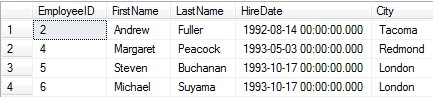 EmployeeID FirstName LastName HireDate City
1 2 Andrew Fuller 1992-08-14 00:00:00.000 Tacoma
2 4 Margaret Peacock 1993-05-03 00:00:00.000 Redmond
3 5 Steven Buchanan 1993-10-17 00:00:00.000 London
4 6 Michael Suyama 1993-10-17 00:00:00.000 London